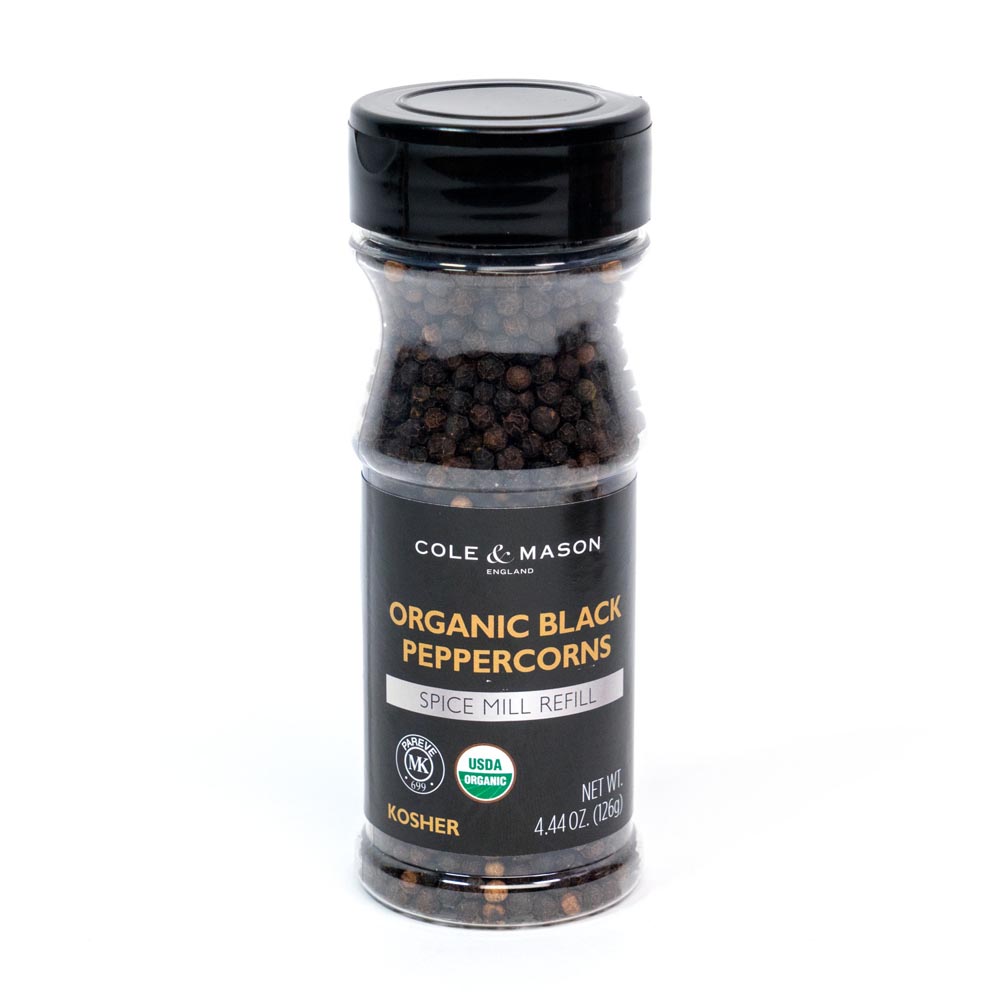 COLE & MASON
ENGLAND
ORGANIC BLACK
PEPPERCORNS
SPICE MILL REFILL
PAREVE
MK
699
USDA
ORGANIC
KOSHER
NET WT.
4.44 OZ. (126g)